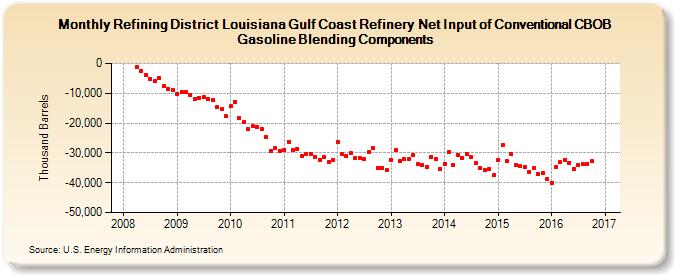 Monthly Refining District Louisiana Gulf Coast Refinery Net Input of Conventional CBOB
Gasoline Blending Components
Thousand Barrels
0
-10,000
-20,000
-30,000
-40,000
-50,000
2008 2009 2010 2011 2012 2013 2014 2015 2016 2017
Source: U.S. Energy Information Administration